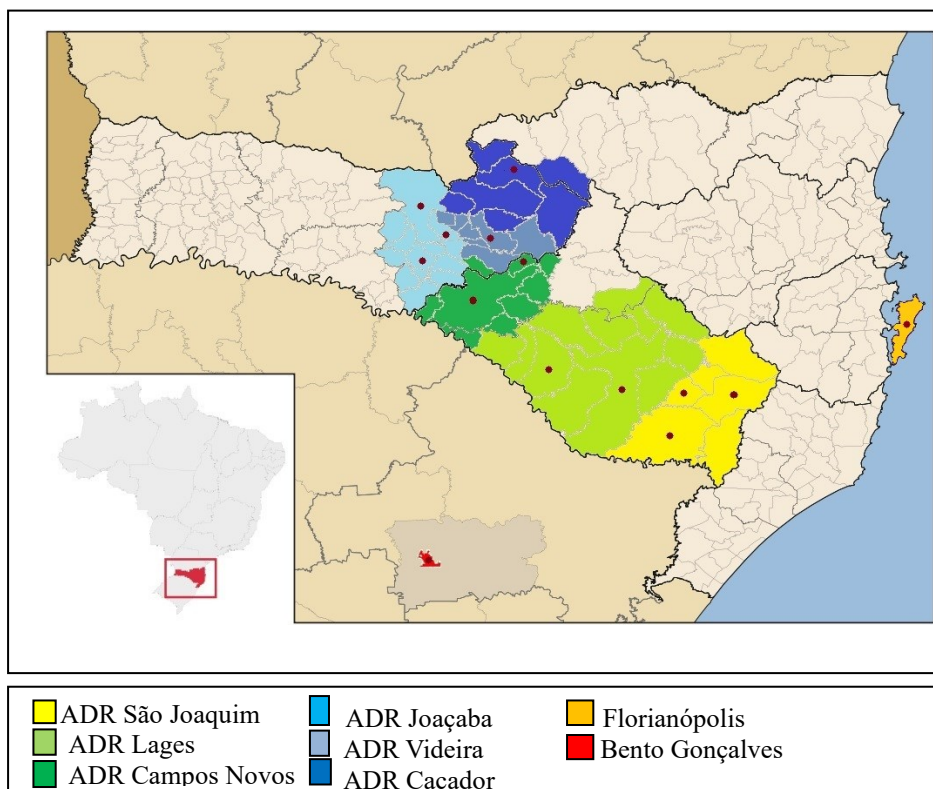 ADR São Joaquim
ADR Lages
ADR Campos Novos
ADR Joaçaba
ADR Videira
ADR Caçador
Florianópolis
Bento Gonçalves